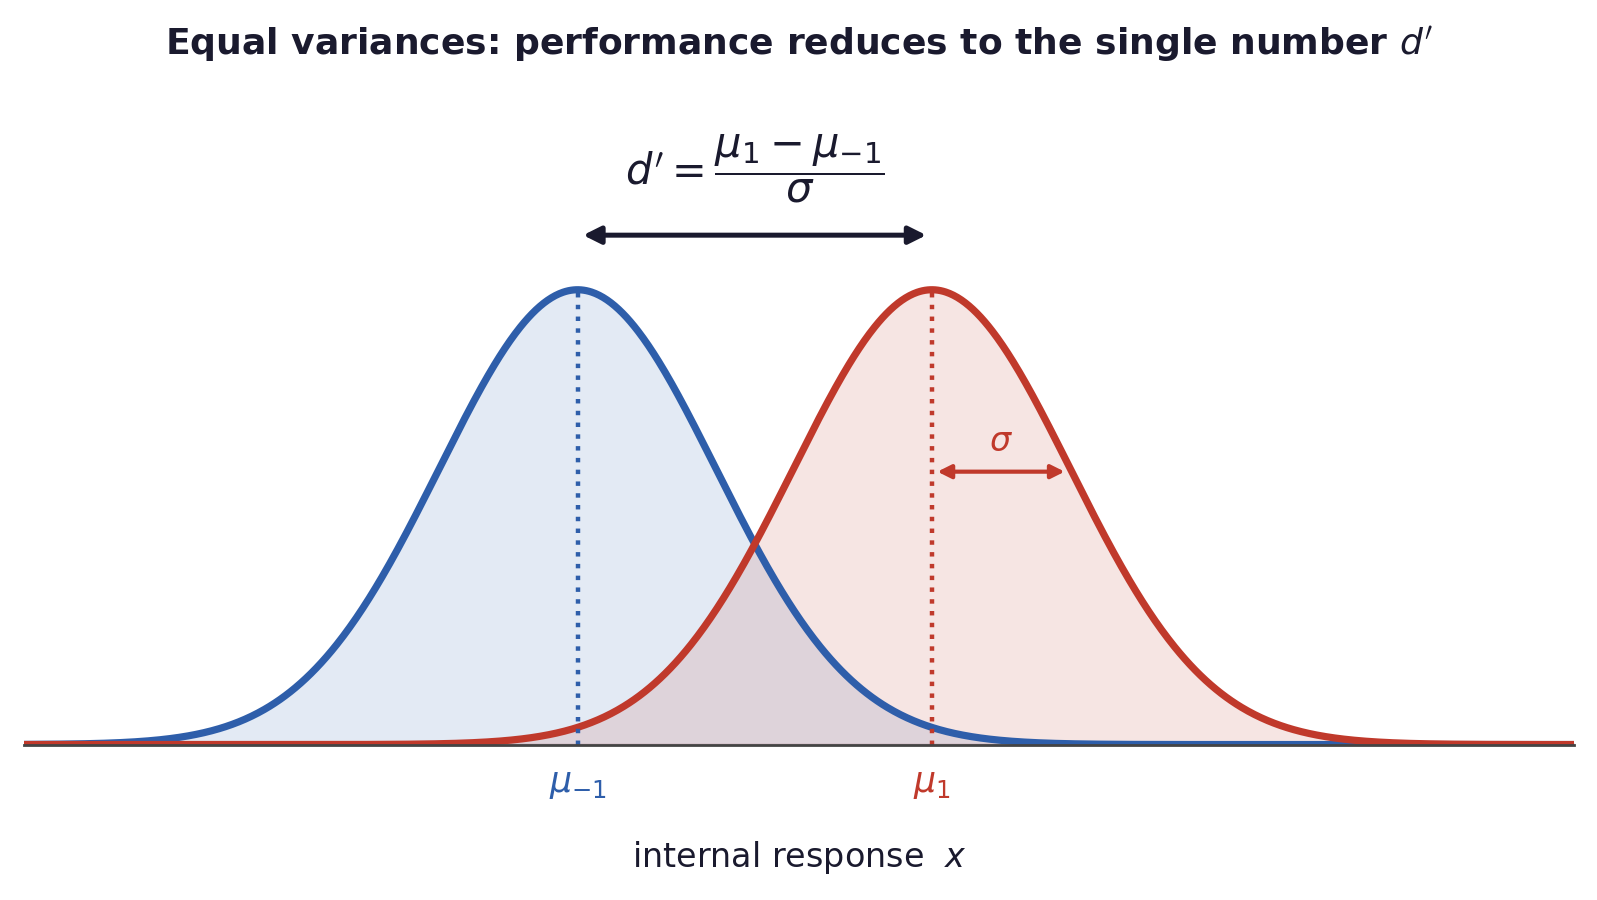 Equal variances: performance reduces to the single number d′
d′ = (μ₁ − μ₋₁) / σ
σ
μ₋₁ μ₁
internal response x